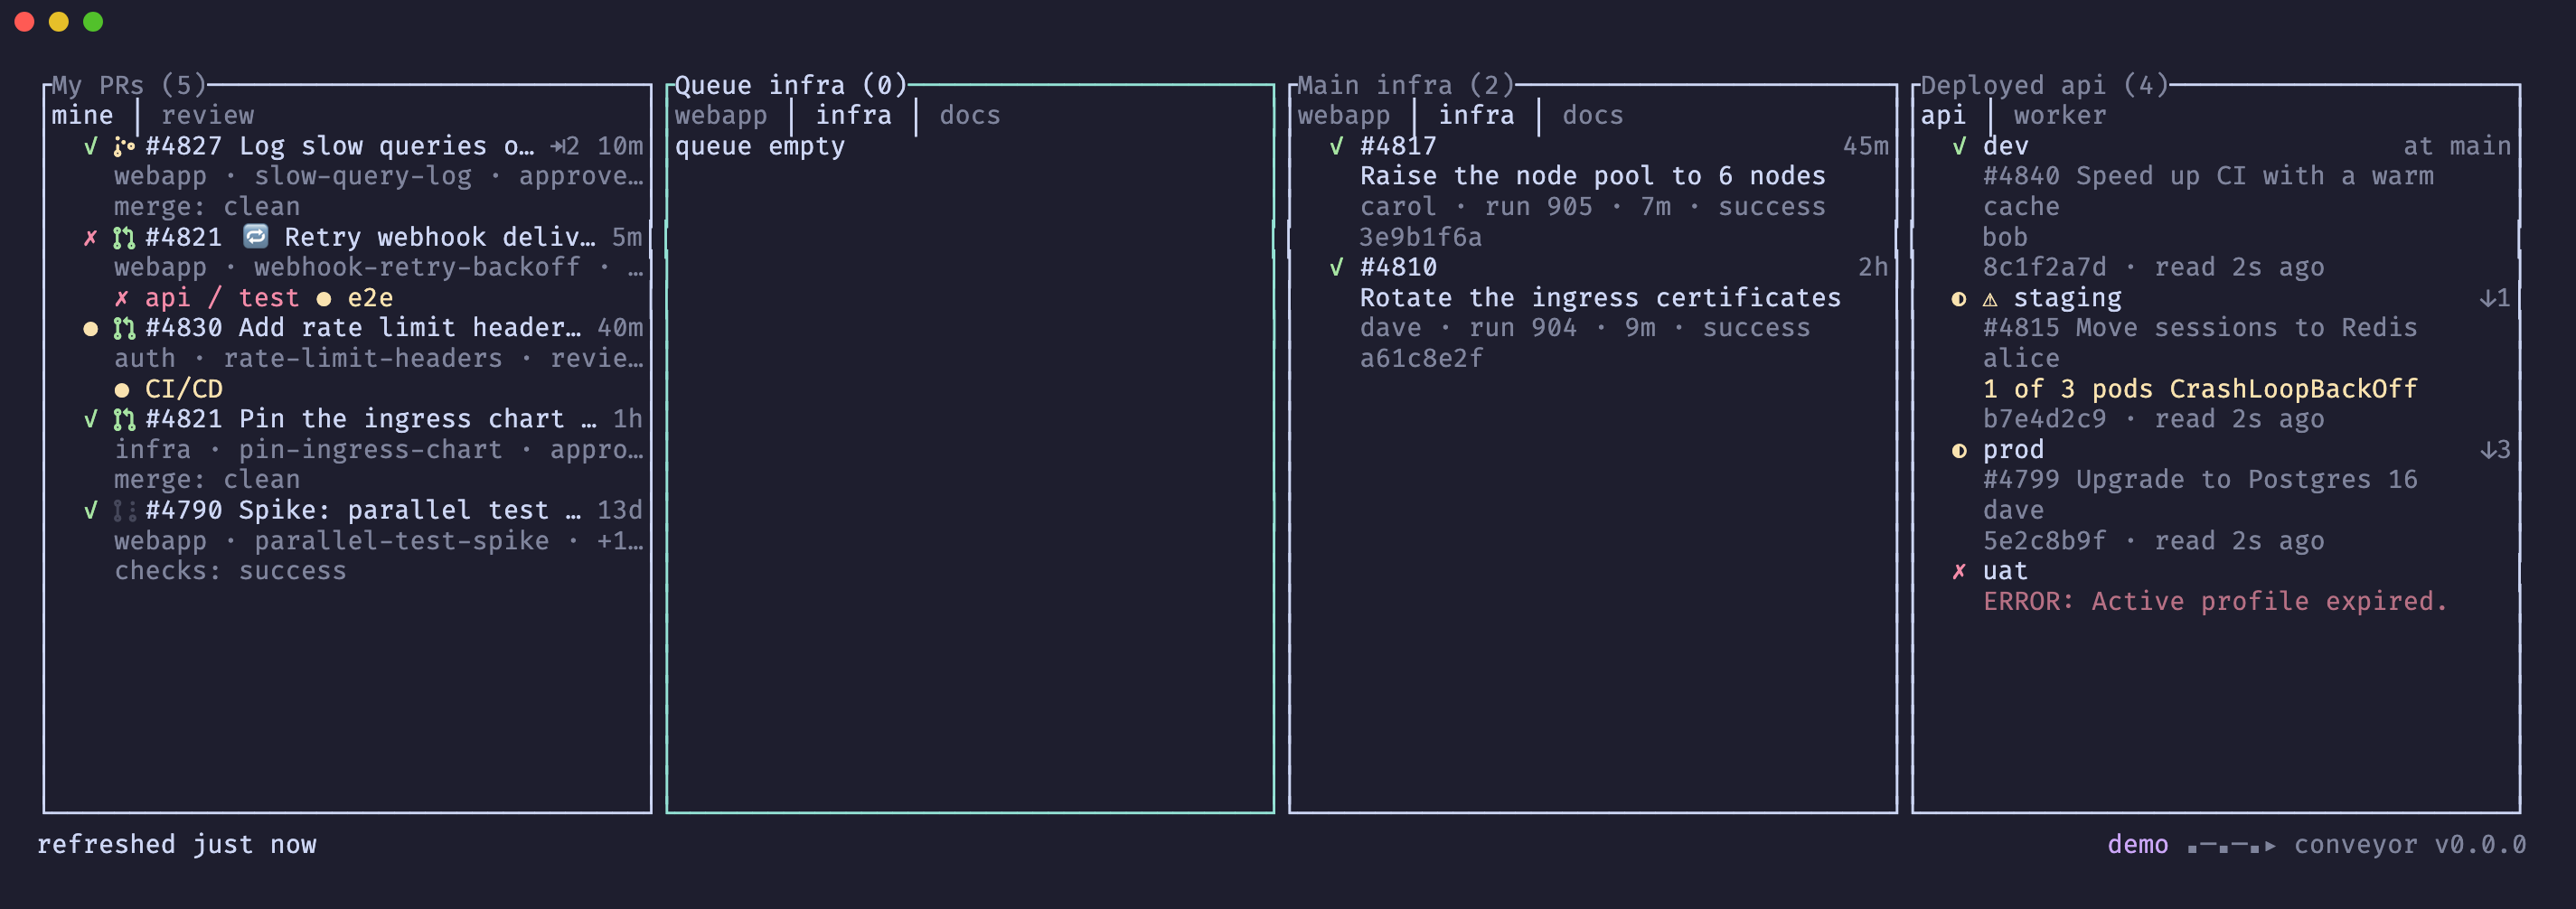 My PRs (5)
mine │ review
✓ #4827 Log slow queries o… ⇥2 10m
webapp · slow-query-log · approve…
merge: clean
✗ #4821 🔁 Retry webhook deliv… 5m
webapp · webhook-retry-backoff · …
✗ api / test ● e2e
● #4830 Add rate limit header… 40m
auth · rate-limit-headers · revie…
● CI/CD
✓ #4821 Pin the ingress chart … 1h
infra · pin-ingress-chart · appro…
merge: clean
✓ #4790 Spike: parallel test … 13d
webapp · parallel-test-spike · +1…
checks: success
Queue infra (0)
webapp │ infra │ docs
queue empty
Main infra (2)
webapp │ infra │ docs
✓ #4817 45m
Raise the node pool to 6 nodes
carol · run 905 · 7m · success
3e9b1f6a
✓ #4810 2h
Rotate the ingress certificates
dave · run 904 · 9m · success
a61c8e2f
Deployed api (4)
api │ worker
✓ dev at main
#4840 Speed up CI with a warm
cache
bob
8c1f2a7d · read 2s ago
◐ ⚠ staging ↓1
#4815 Move sessions to Redis
alice
1 of 3 pods CrashLoopBackOff
b7e4d2c9 · read 2s ago
◐ prod ↓3
#4799 Upgrade to Postgres 16
dave
5e2c8b9f · read 2s ago
✗ uat
ERROR: Active profile expired.
refreshed just now
demo ▪─▪─▪▸ conveyor v0.0.0